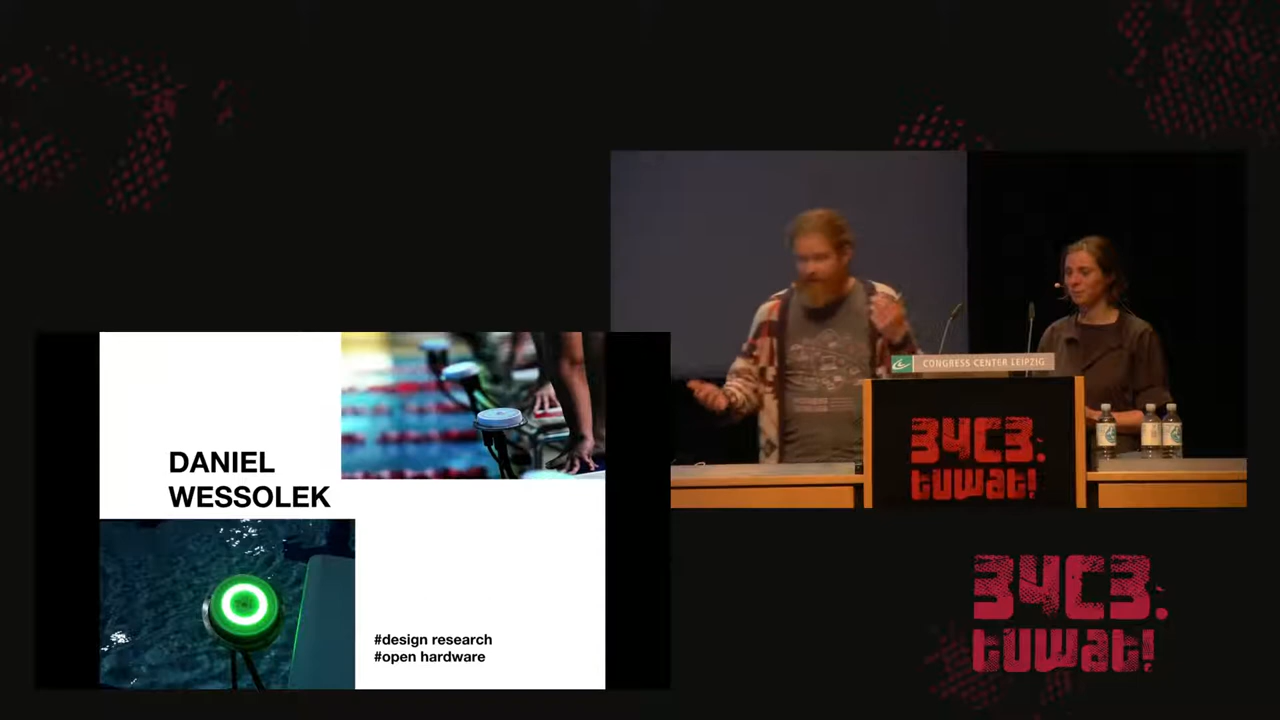 DANIEL
WESSOLEK
#design research
#open hardware
CONGRESS CENTER LEIPZIG
34C3:
tuwat!
34C3:
tuwat!